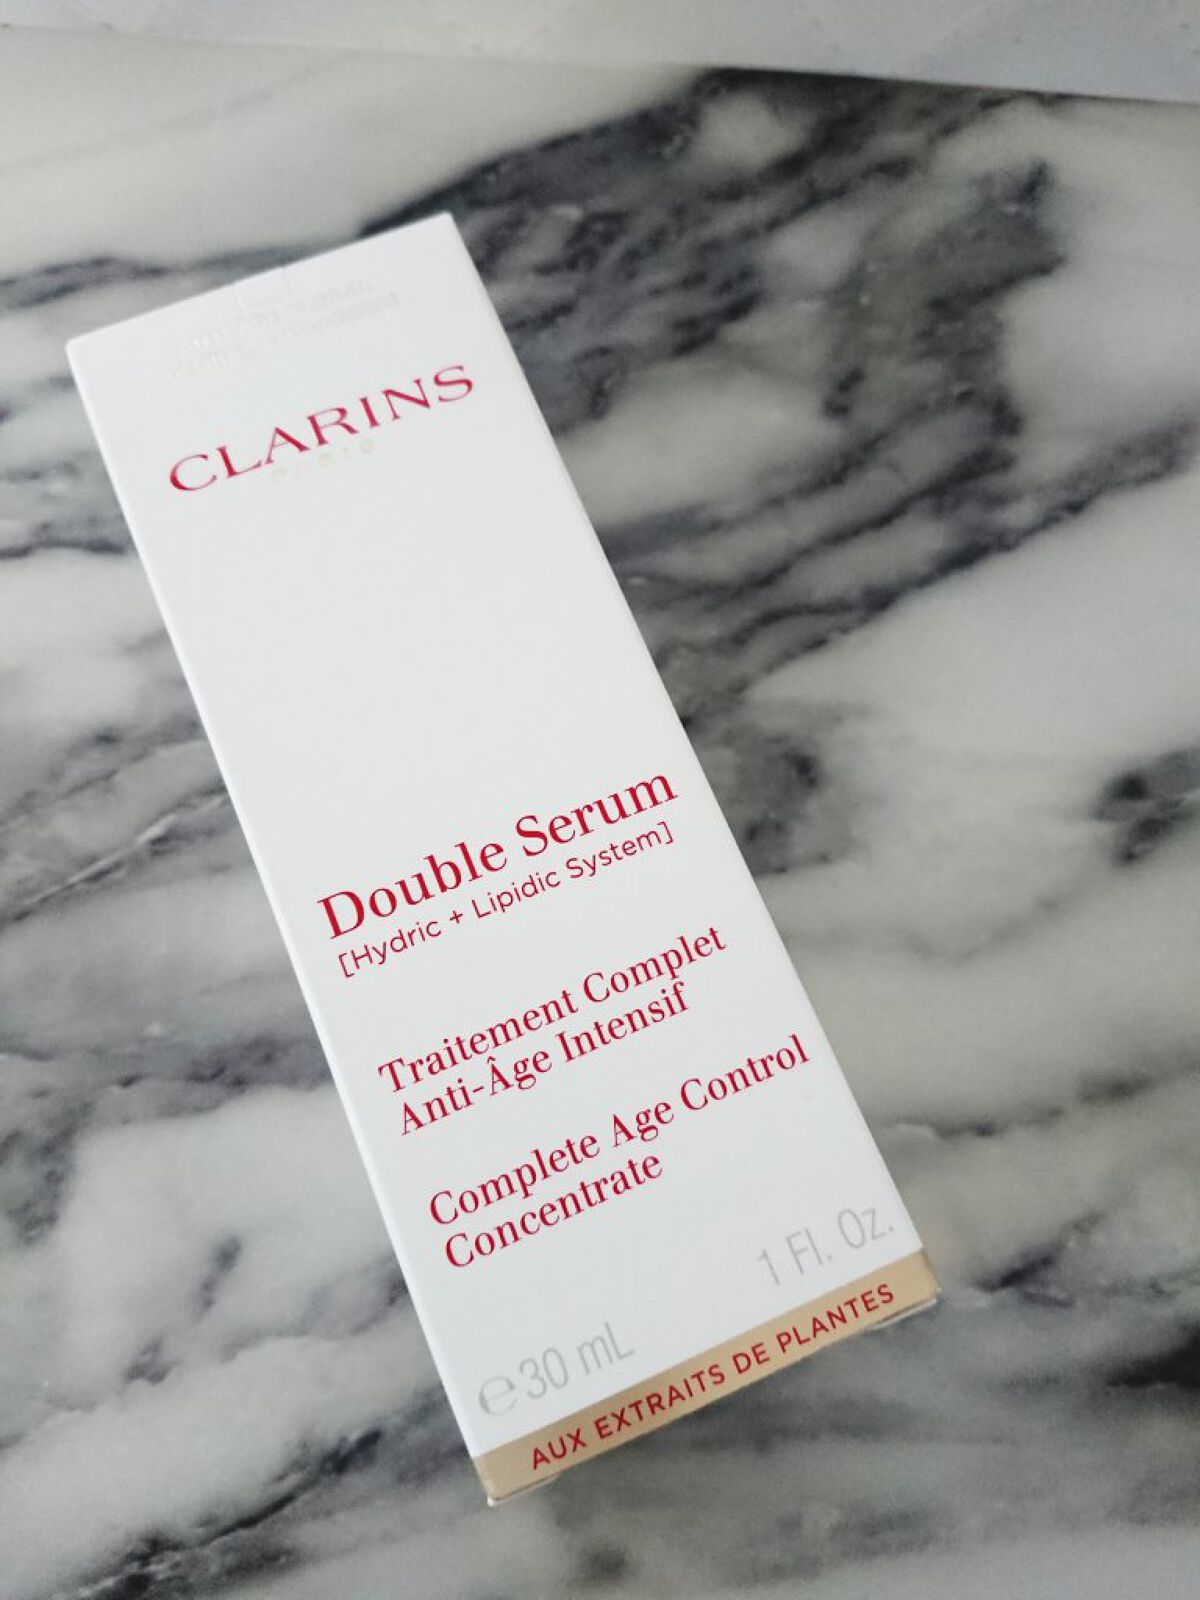 CLARINS
PARIS
Double Serum
[Hydric + Lipidic System]
Traitement Complet
Anti-Âge Intensif
Complete Age Control
Concentrate
1 Fl. Oz.
e 30 mL
AUX EXTRAITS DE PLANTES